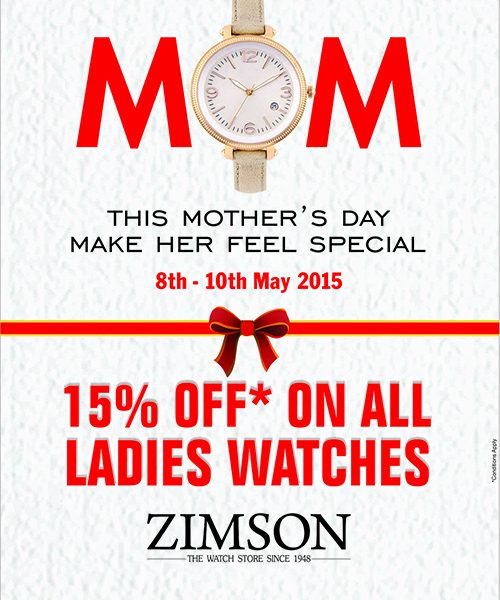 MOM
THIS MOTHER'S DAY
MAKE HER FEEL SPECIAL
8th - 10th May 2015
15% OFF* ON ALL
LADIES WATCHES
*Conditions Apply
ZIMSON
THE WATCH STORE SINCE 1948